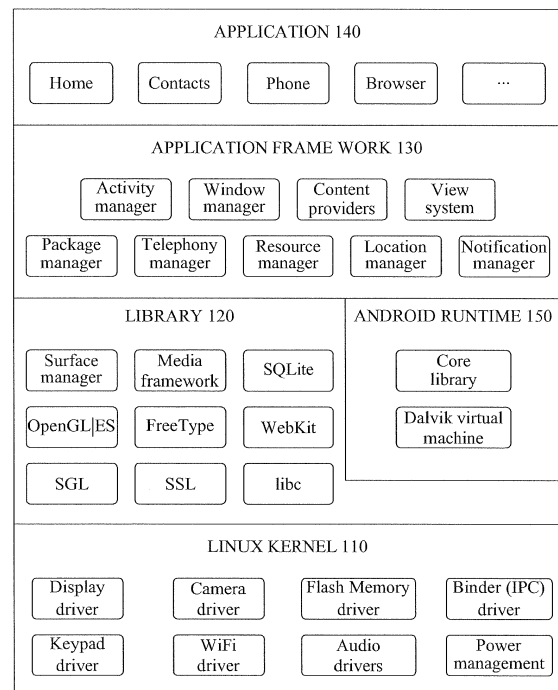 APPLICATION 140
Home
Contacts
Phone
Browser
...
APPLICATION FRAME WORK 130
Activity
manager
Window
manager
Content
providers
View
system
Package
manager
Telephony
manager
Resource
manager
Location
manager
Notification
manager
LIBRARY 120
Surface
manager
Media
framework
SQLite
OpenGL|ES
FreeType
WebKit
SGL
SSL
libc
ANDROID RUNTIME 150
Core
library
Dalvik virtual
machine
LINUX KERNEL 110
Display
driver
Camera
driver
Flash Memory
driver
Binder (IPC)
driver
Keypad
driver
WiFi
driver
Audio
drivers
Power
management